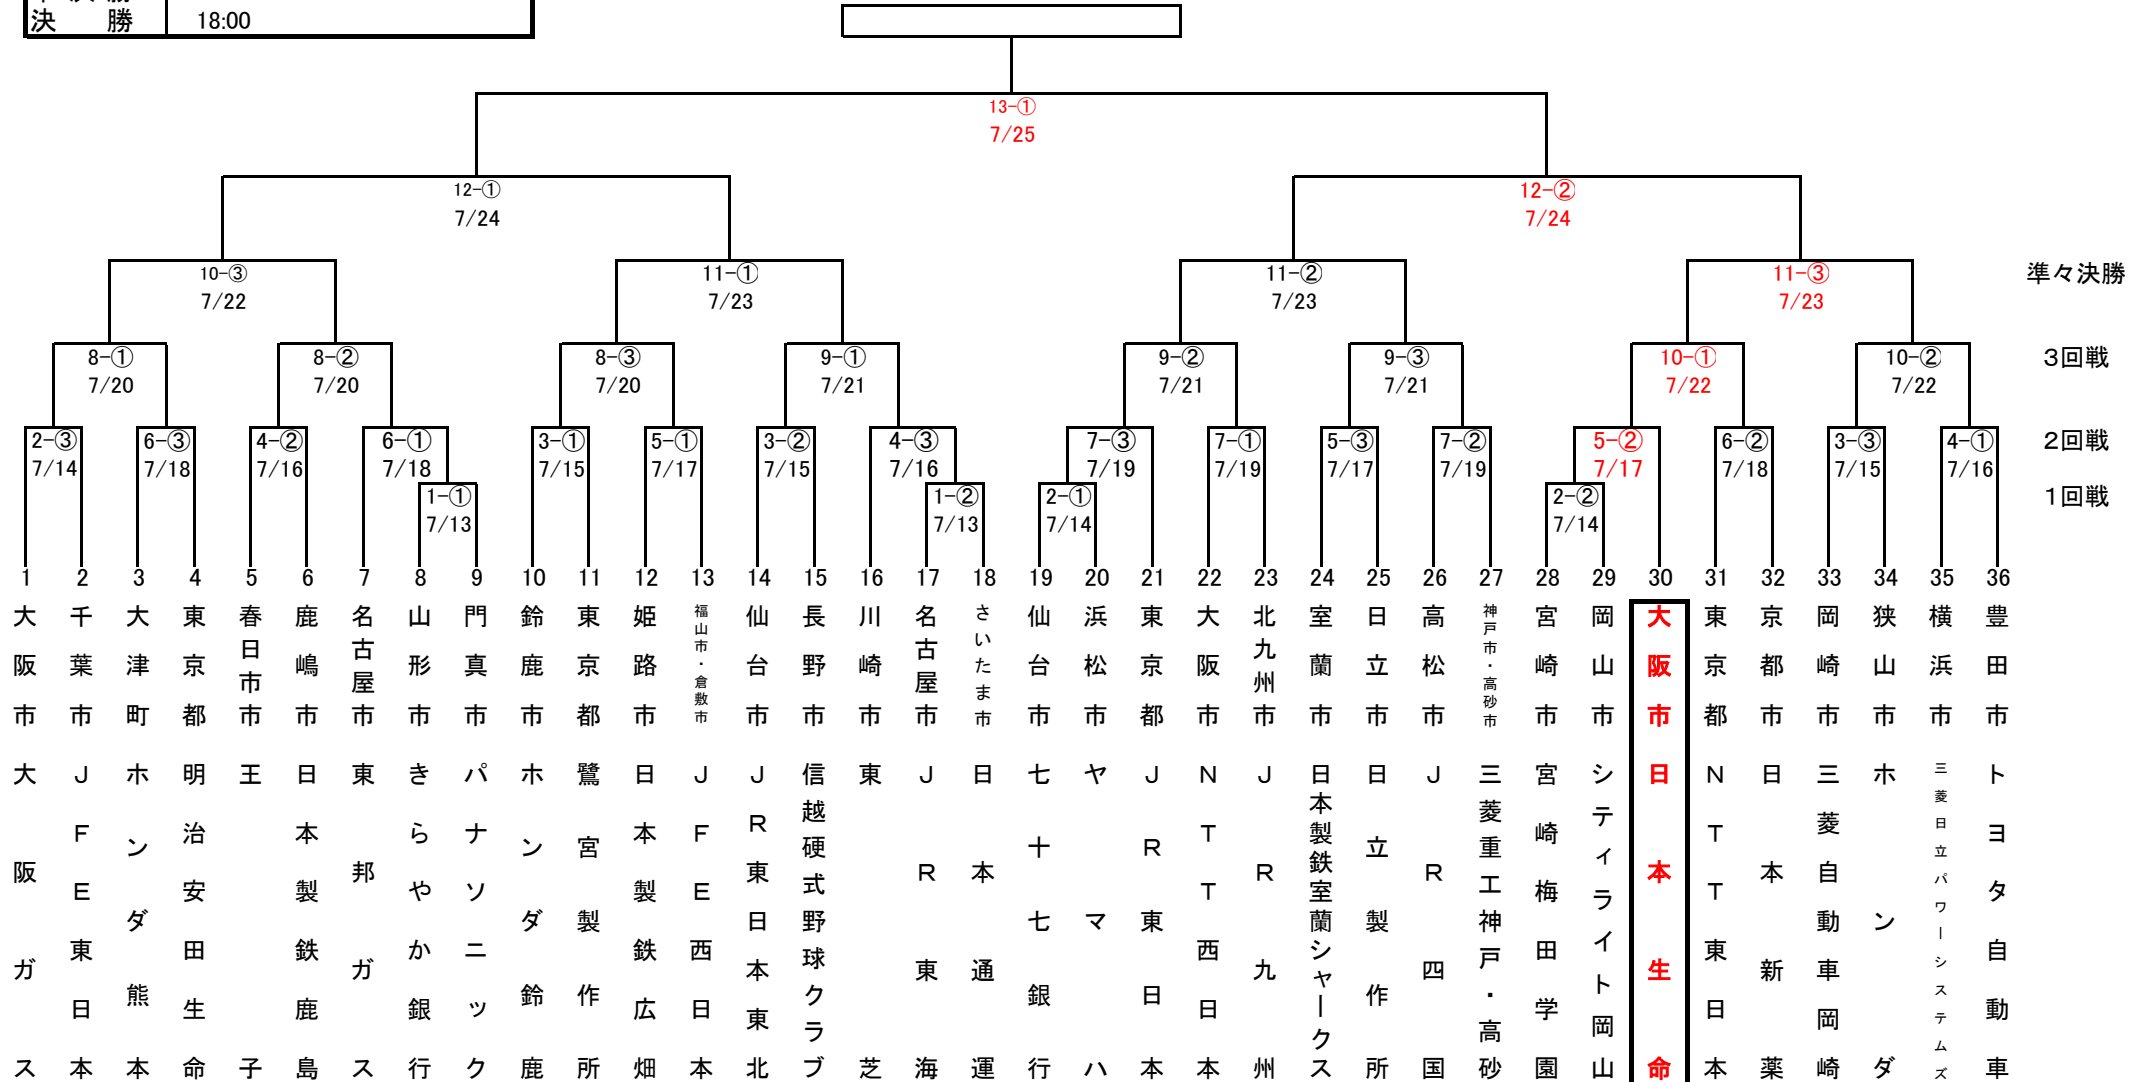 決　勝　18:00
13-①
7/25
12-①　12-②
7/24　7/24
10-③　11-①　11-②　11-③　準々決勝
7/22　7/23　7/23　7/23
8-①　8-②　8-③　9-①　9-②　9-③　10-①　10-②　3回戦
7/20　7/20　7/20　7/21　7/21　7/21　7/22　7/22
2-③　6-③　4-②　6-①　3-①　5-①　3-②　4-③　7-③　7-①　5-③　7-②　5-②　6-②　3-③　4-①　2回戦
7/14　7/18　7/16　7/18　7/15　7/17　7/15　7/16　7/19　7/19　7/17　7/19　7/17　7/18　7/15　7/16
1-①　1-②　2-①　2-②　1回戦
7/13　7/13　7/14　7/14
1　大阪市　大阪ガス
2　千葉市　JFE東日本
3　大津町　ホンダ熊本
4　東京都　明治安田生命
5　春日市市　王子
6　鹿嶋市　日本製鉄鹿島
7　名古屋市　東邦ガス
8　山形市　きらやか銀行
9　門真市　パナソニック
10　鈴鹿市　ホンダ鈴鹿
11　東京都　鷺宮製作所
12　姫路市　日本製鉄広畑
13　福山市・倉敷市　JFE西日本
14　仙台市　JR東日本東北
15　長野市　信越硬式野球クラブ
16　川崎市　東芝
17　名古屋市　JR東海
18　さいたま市　日本通運
19　仙台市　七十七銀行
20　浜松市　ヤマハ
21　東京都　JR東日本
22　大阪市　NTT西日本
23　北九州市　JR九州
24　室蘭市　日本製鉄室蘭シャークス
25　日立市　日立製作所
26　高松市　JR四国
27　神戸市・高砂市　三菱重工神戸・高砂
28　宮崎市　宮崎梅田学園
29　岡山市　シティライト岡山
30　大阪市　日本生命
31　東京都　NTT東日本
32　京都市　日本新薬
33　岡崎市　三菱自動車岡崎
34　狭山市　ホンダ
35　横浜市　三菱日立パワーシステムズ
36　豊田市　トヨタ自動車